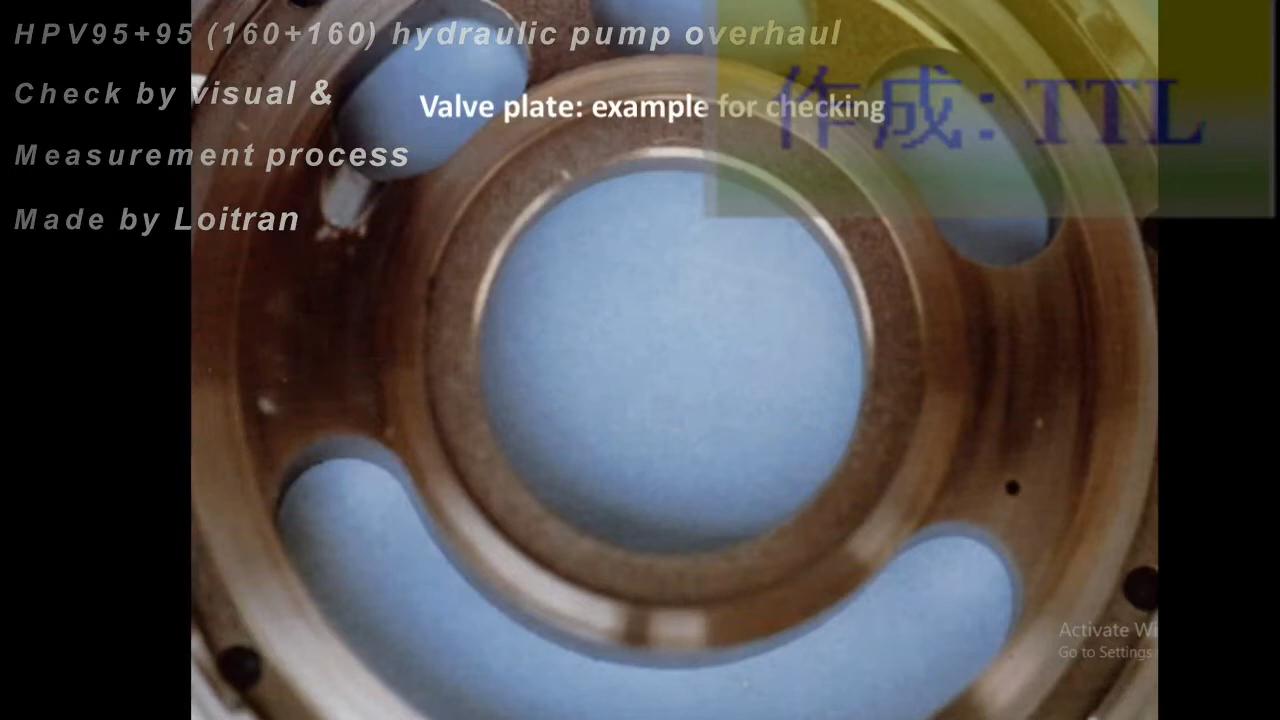 HPV95+95 (160+160) hydraulic pump overhaul
Check by visual &
Measurement process
Made by Loitran
Valve plate: example for checking
作成: TTL
Activate Wi
Go to Settings